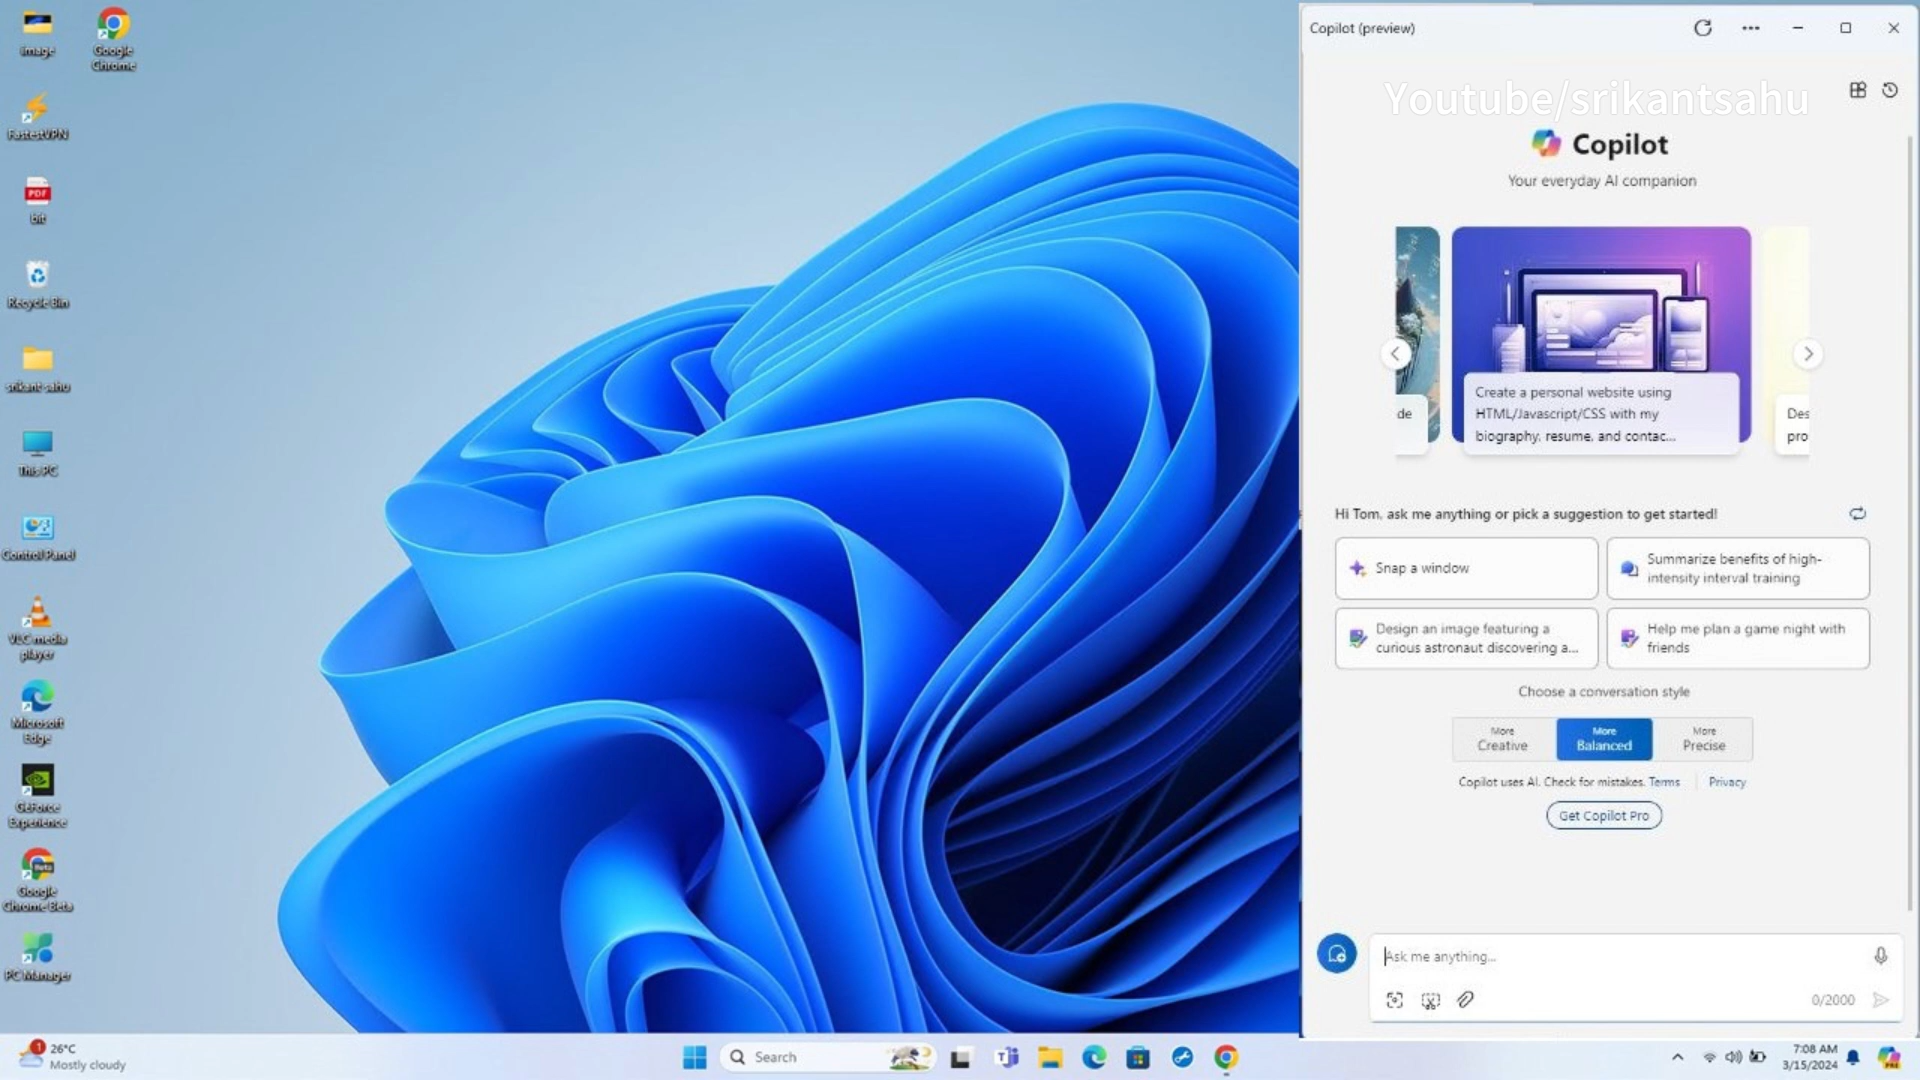 image
Google
Chrome
FastestVPN
PDF
bit
Recycle Bin
srikant sahu
This PC
Control Panel
VLC media
player
Microsoft
Edge
GeForce
Experience
Beta
Google
Chrome Beta
PC Manager
Copilot (preview)
Youtube/srikantsahu
Copilot
Your everyday AI companion
de
Create a personal website using
HTML/Javascript/CSS with my
biography, resume, and contac...
Des
pro
Hi Tom, ask me anything or pick a suggestion to get started!
Snap a window
Summarize benefits of high-
intensity interval training
Design an image featuring a
curious astronaut discovering a...
Help me plan a game night with
friends
Choose a conversation style
More
Creative
More
Balanced
More
Precise
Copilot uses AI. Check for mistakes. Terms
Privacy
Get Copilot Pro
Ask me anything...
0/2000
1
26°C
Mostly cloudy
Search
T
7:08 AM
3/15/2024
PRE